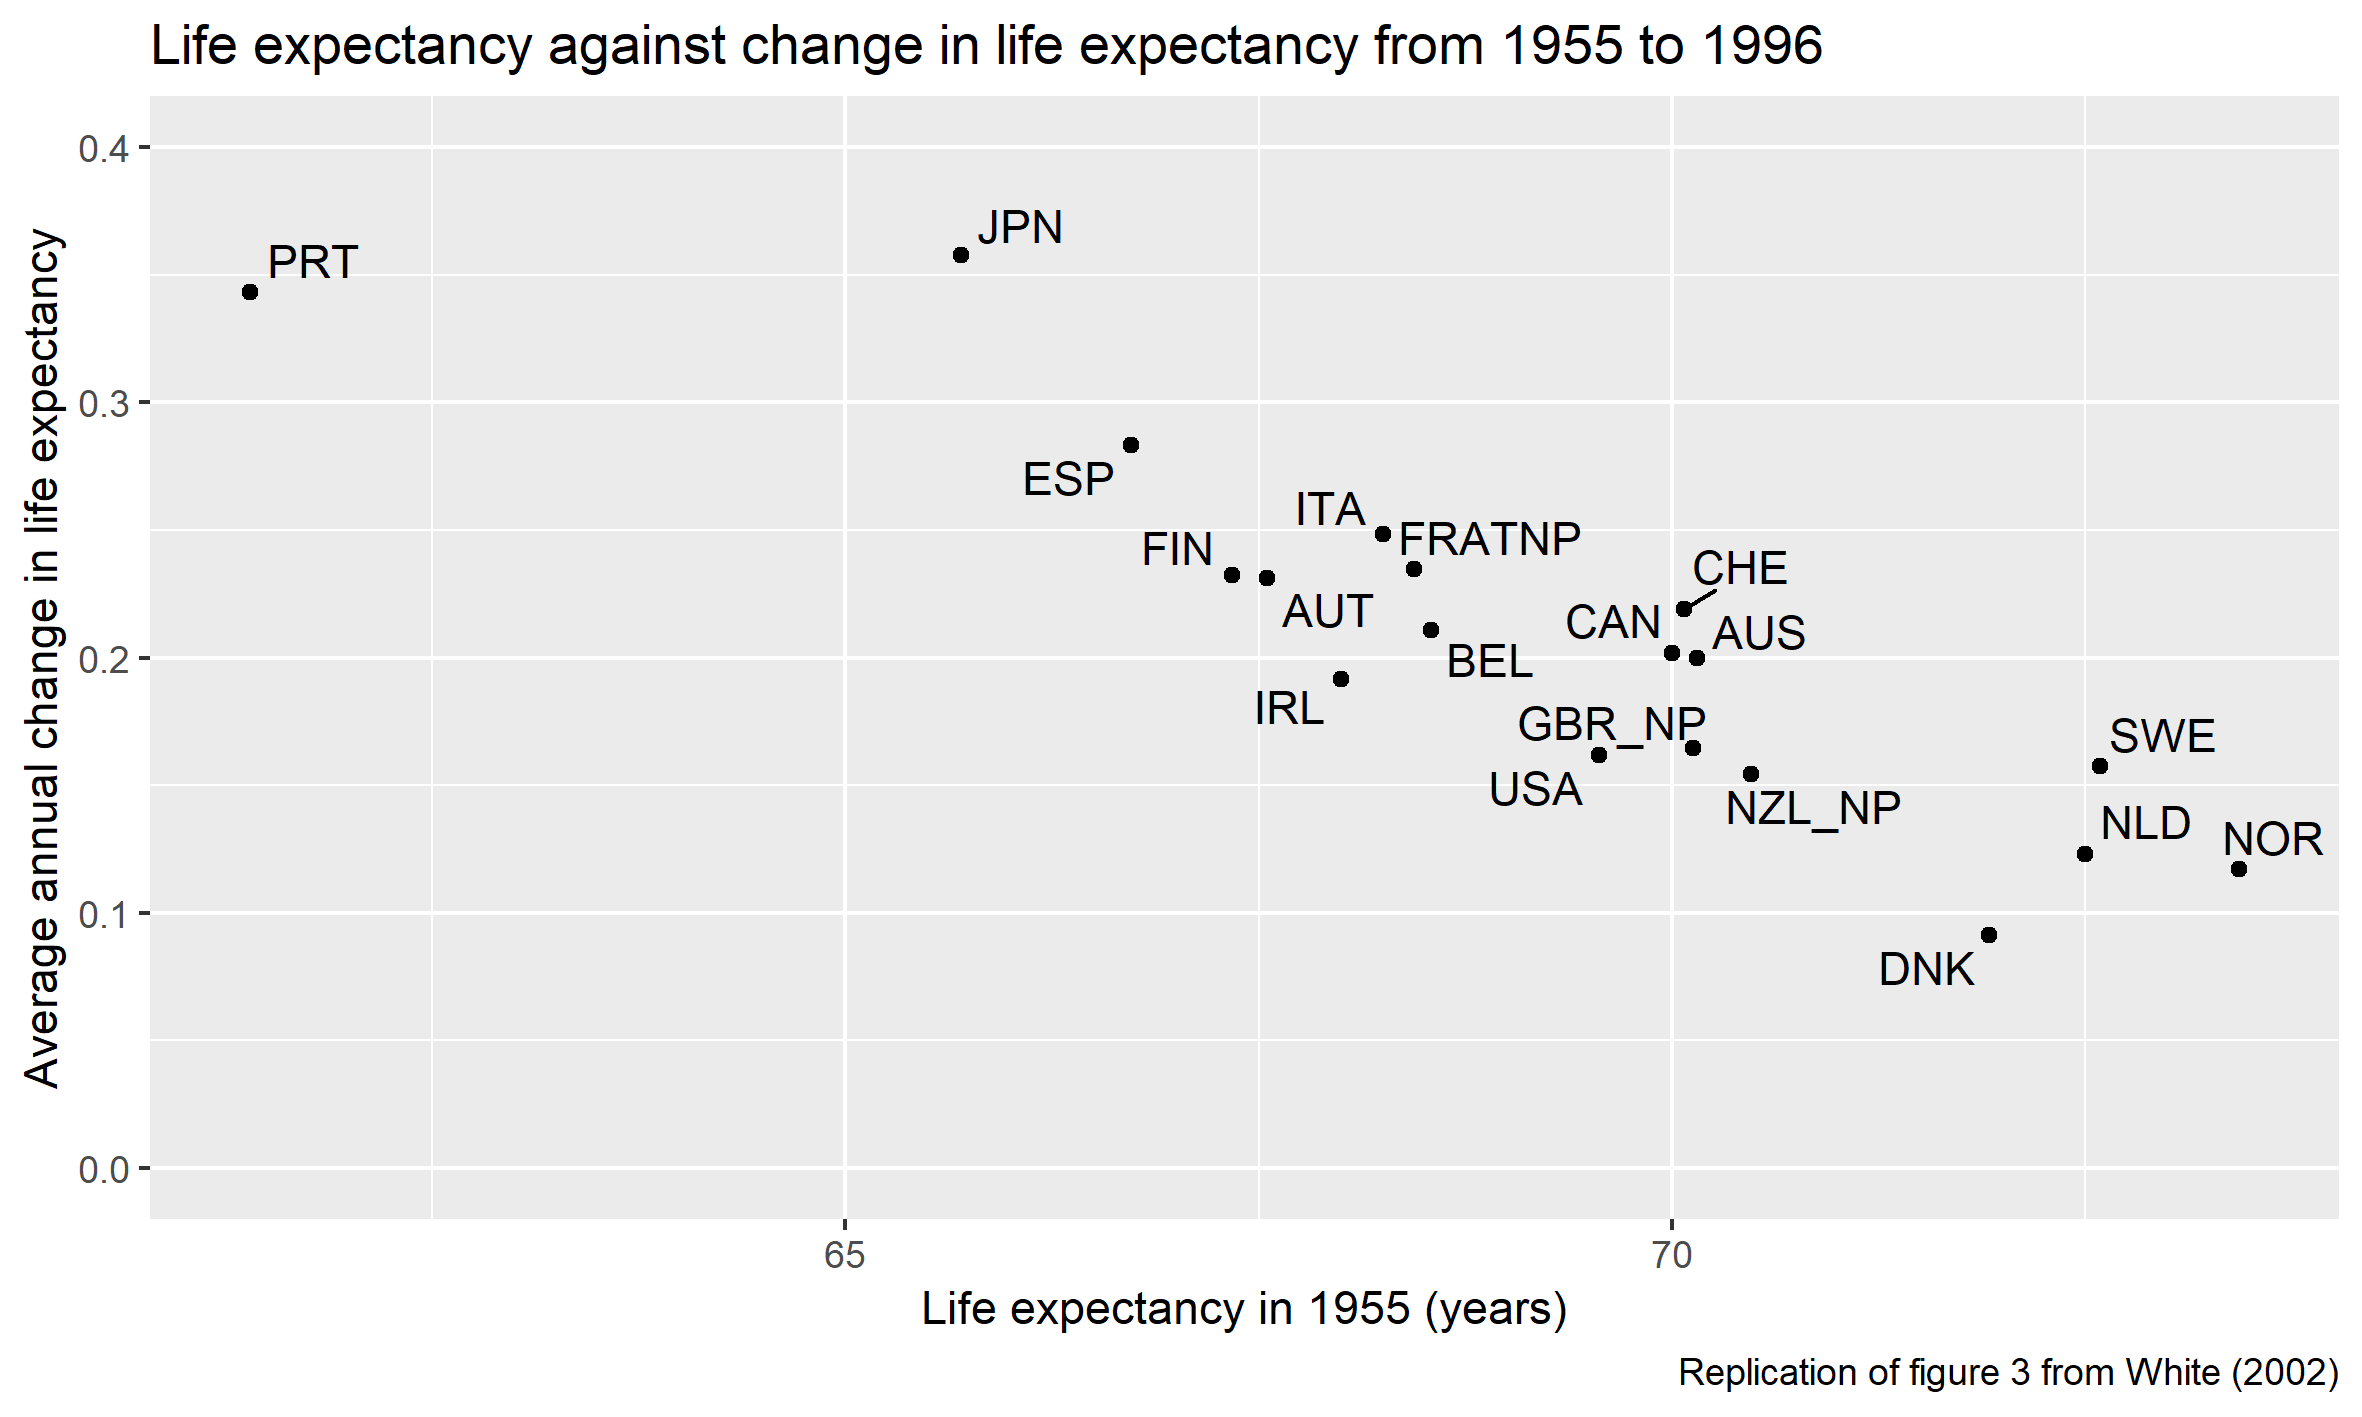 Life expectancy against change in life expectancy from 1955 to 1996
Average annual change in life expectancy
0.4
0.3
0.2
0.1
0.0
PRT
JPN
ESP
ITA
FRATNP
FIN
AUT
CHE
CAN
AUS
BEL
IRL
GBR_NP
USA
SWE
NZL_NP
NLD
NOR
DNK
65
70
Life expectancy in 1955 (years)
Replication of figure 3 from White (2002)